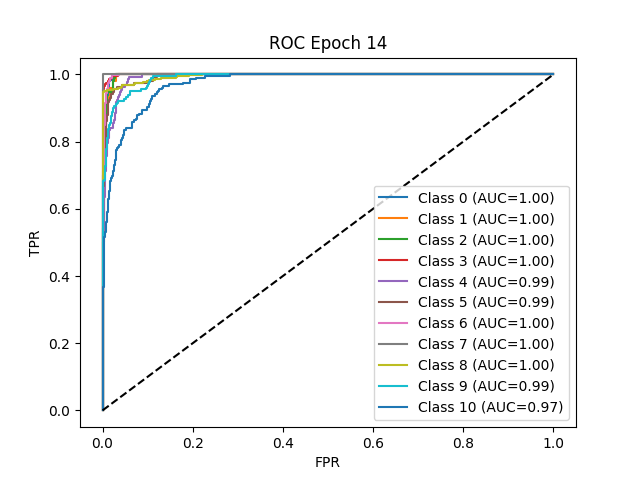 ROC Epoch 14
1.0
0.8
0.6
0.4
0.2
0.0
TPR
0.0 0.2 0.4 0.6 0.8 1.0
FPR
Class 0 (AUC=1.00)
Class 1 (AUC=1.00)
Class 2 (AUC=1.00)
Class 3 (AUC=1.00)
Class 4 (AUC=0.99)
Class 5 (AUC=0.99)
Class 6 (AUC=1.00)
Class 7 (AUC=1.00)
Class 8 (AUC=1.00)
Class 9 (AUC=0.99)
Class 10 (AUC=0.97)